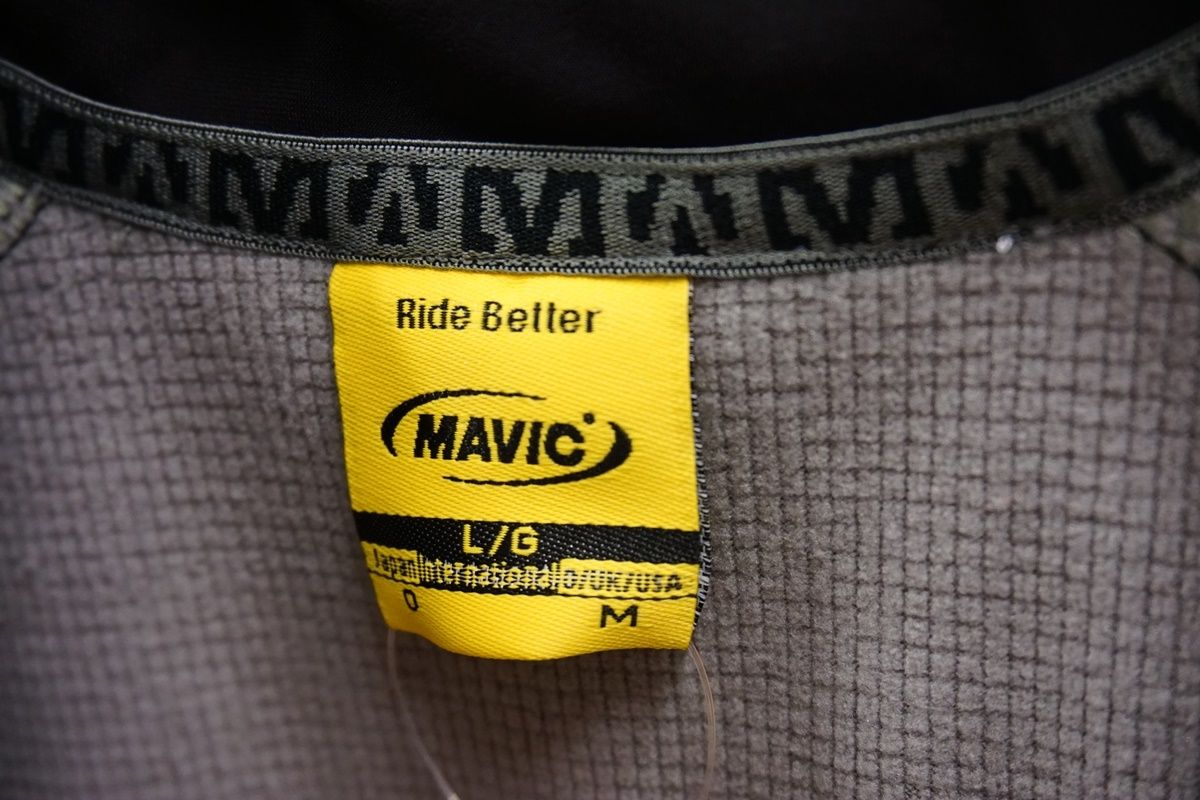 Ride Better
MAVIC
L/G
Japan International D/UK/USA
O M